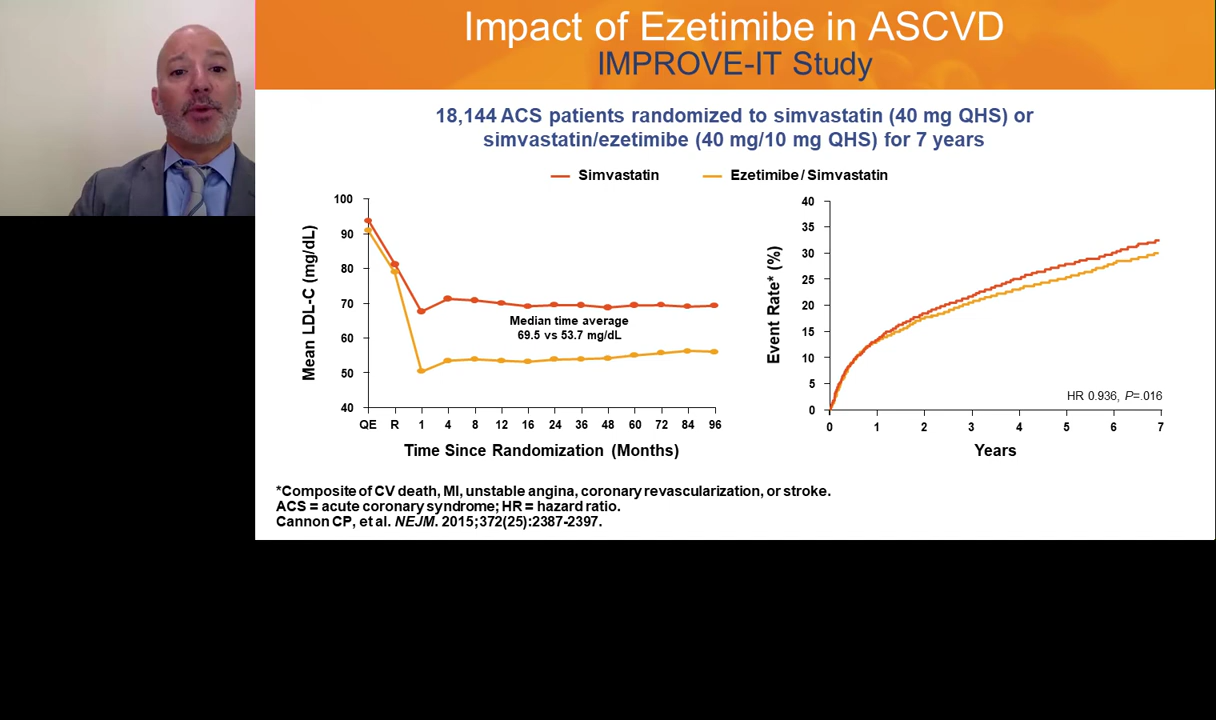 Impact of Ezetimibe in ASCVD
IMPROVE-IT Study
18,144 ACS patients randomized to simvastatin (40 mg QHS) or
simvastatin/ezetimibe (40 mg/10 mg QHS) for 7 years
Simvastatin
Ezetimibe/Simvastatin
Mean LDL-C (mg/dL)
100
90
80
70
60
50
40
Median time average
69.5 vs 53.7 mg/dL
QE R 1 4 8 12 16 24 36 48 60 72 84 96
Time Since Randomization (Months)
Event Rate* (%)
40
35
30
25
20
15
10
5
0
HR 0.936, P=.016
0 1 2 3 4 5 6 7
Years
*Composite of CV death, MI, unstable angina, coronary revascularization, or stroke.
ACS = acute coronary syndrome; HR = hazard ratio.
Cannon CP, et al. NEJM. 2015;372(25):2387-2397.